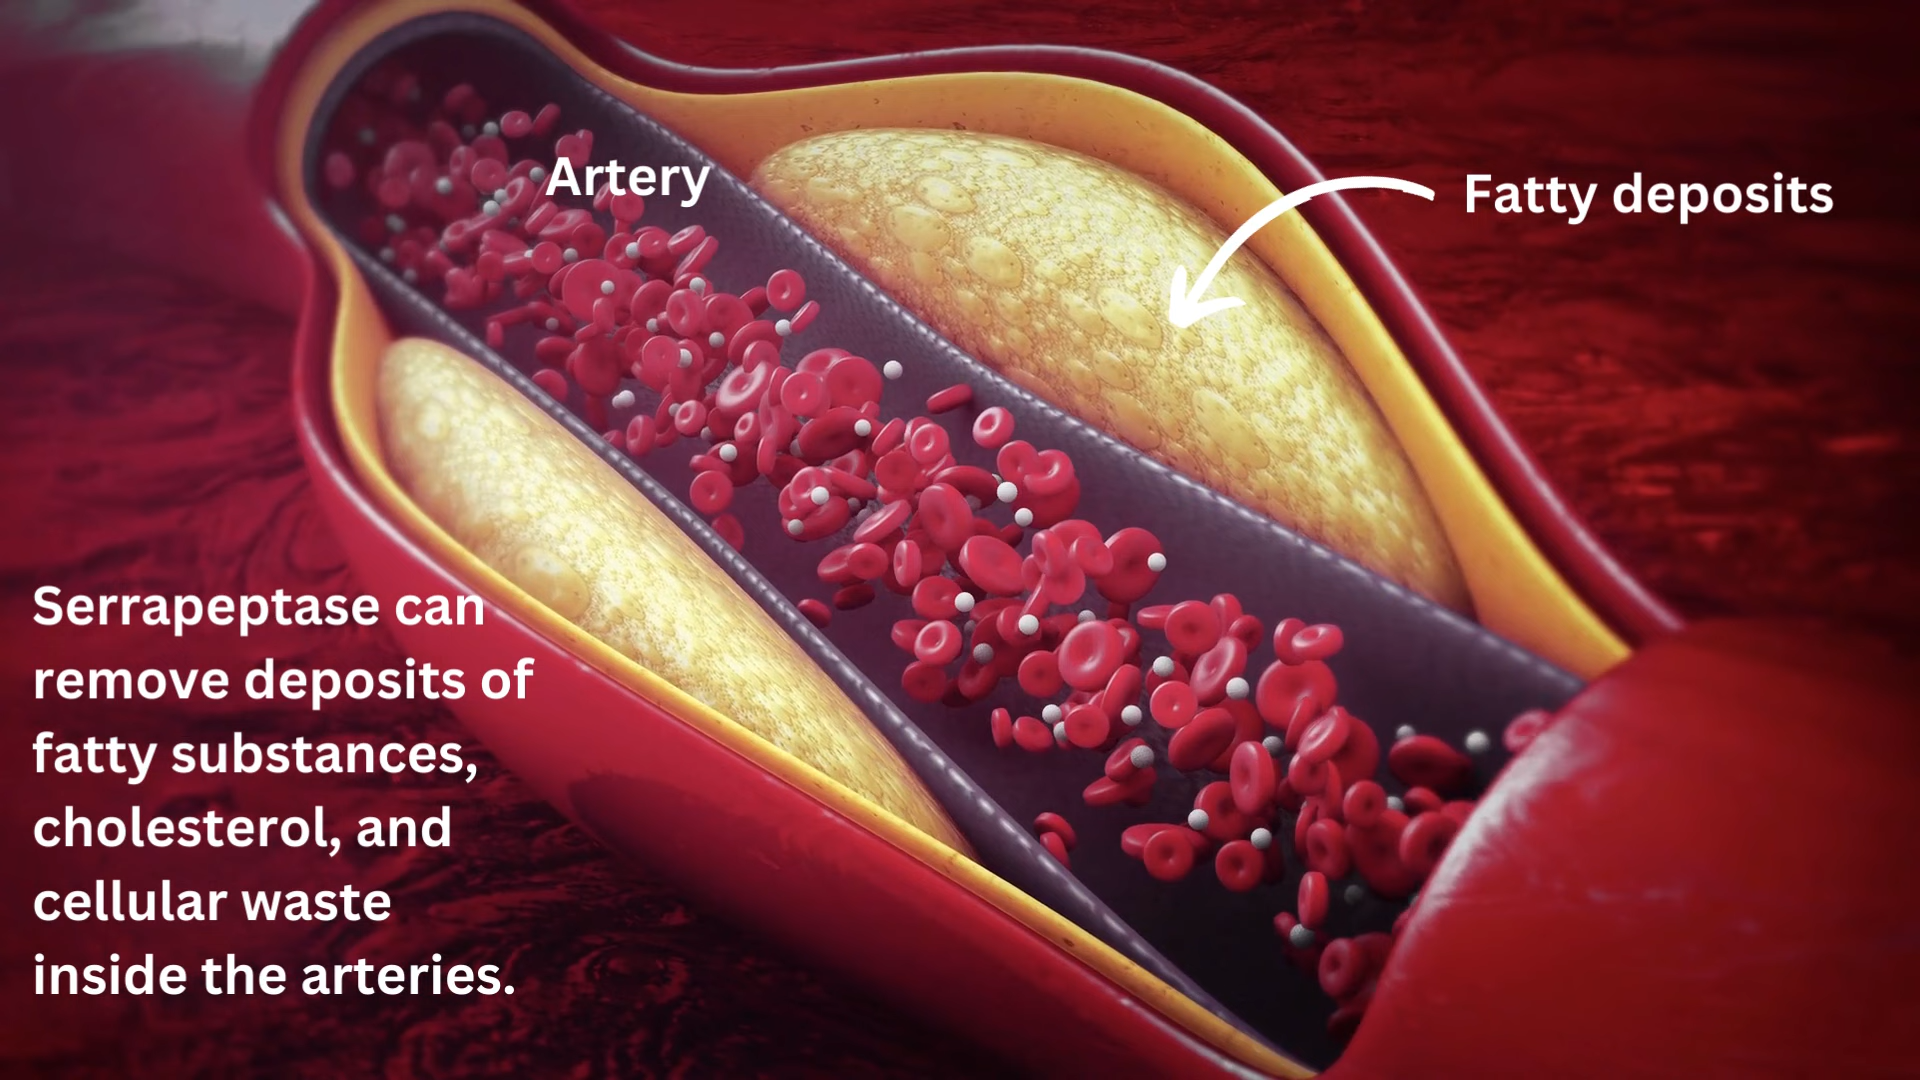 Artery
Fatty deposits
Serrapeptase can
remove deposits of
fatty substances,
cholesterol, and
cellular waste
inside the arteries.